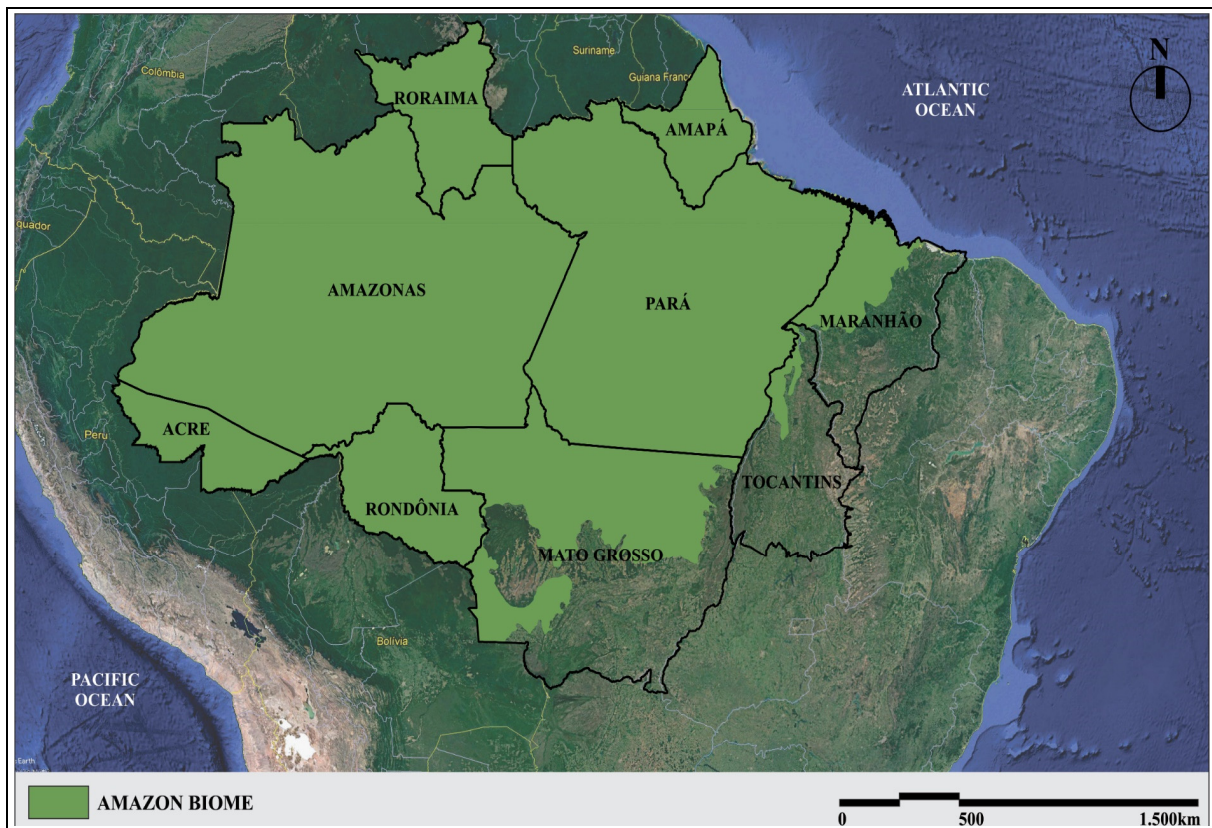 Suriname
N
Colômbia
Guiana Franc
RORAIMA
ATLANTIC
OCEAN
AMAPÁ
quador
AMAZONAS
PARÁ
MARANHÃO
ACRE
Peru
TOCANTINS
RONDÔNIA
MATO GROSSO
Bolívia
PACIFIC
OCEAN
Earth
AMAZON BIOME
0
500
1.500km